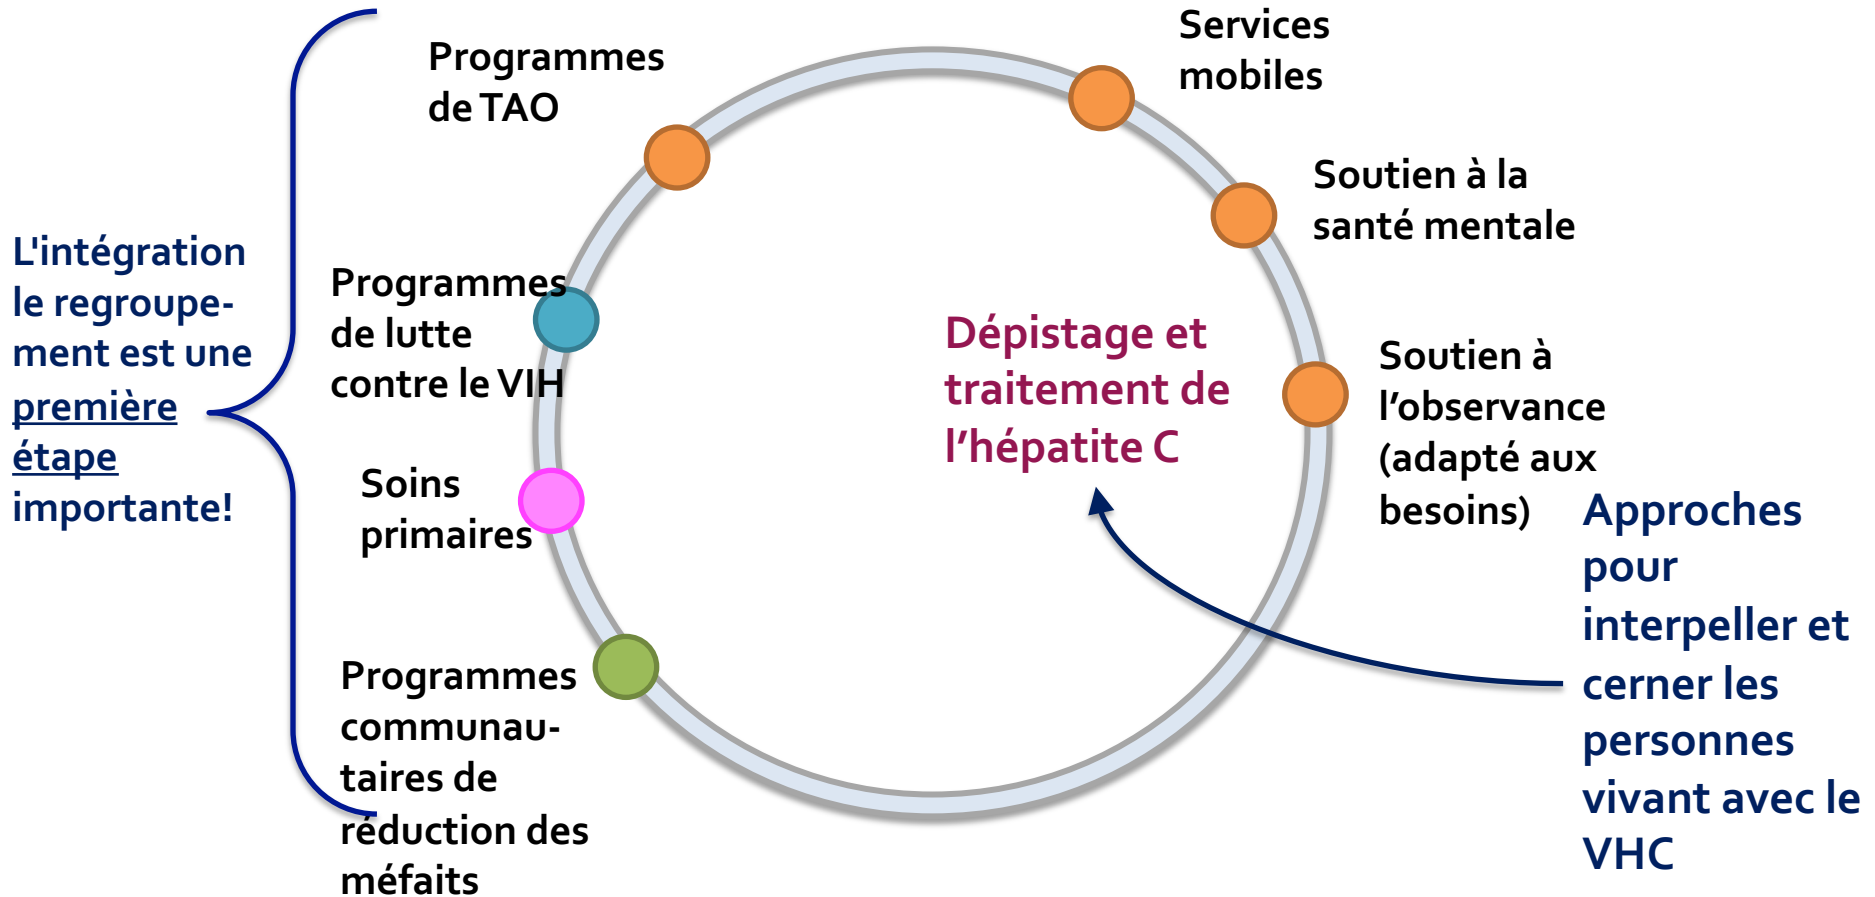 L'intégration
le regroupe-
ment est une
première
étape
importante!
Programmes
de TAO
Programmes
de lutte
contre le VIH
Soins
primaires
Programmes
communau-
taires de
réduction des
méfaits
Services
mobiles
Soutien à la
santé mentale
Soutien à
l’observance
(adapté aux
besoins)
Dépistage et
traitement de
l’hépatite C
Approches
pour
interpeller et
cerner les
personnes
vivant avec le
VHC